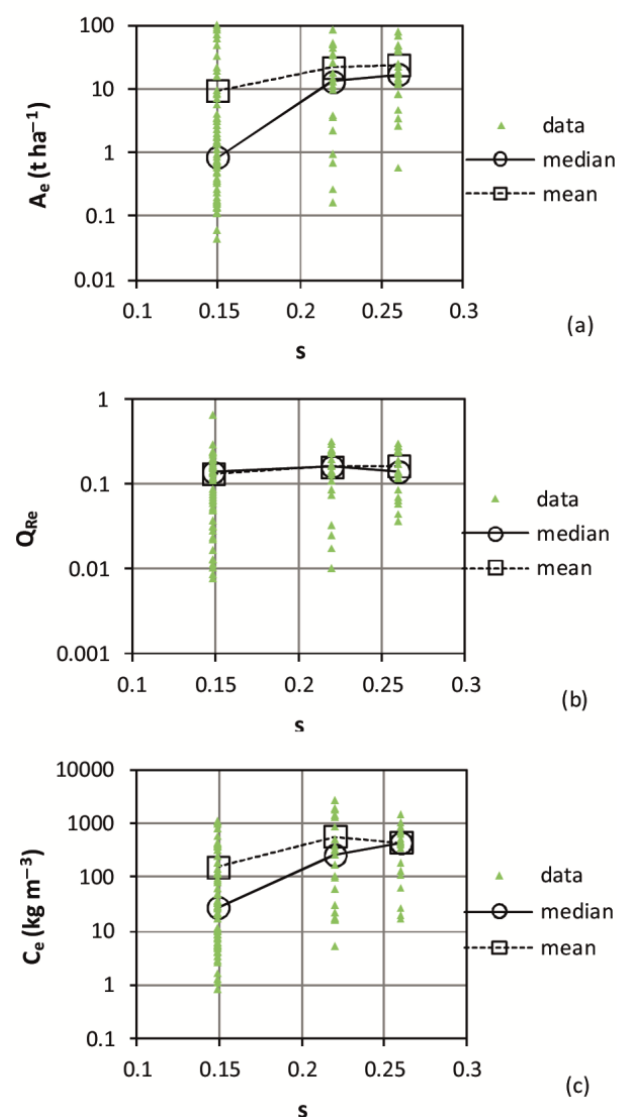 100
10
1
0.1
0.01
A_e (t ha⁻¹)
0.1 0.15 0.2 0.25 0.3
s
data
median
mean
(a)
1
0.1
0.01
0.001
Q_Re
0.1 0.15 0.2 0.25 0.3
s
data
median
mean
(b)
10000
1000
100
10
1
0.1
C_e (kg m⁻³)
0.1 0.15 0.2 0.25 0.3
s
data
median
mean
(c)